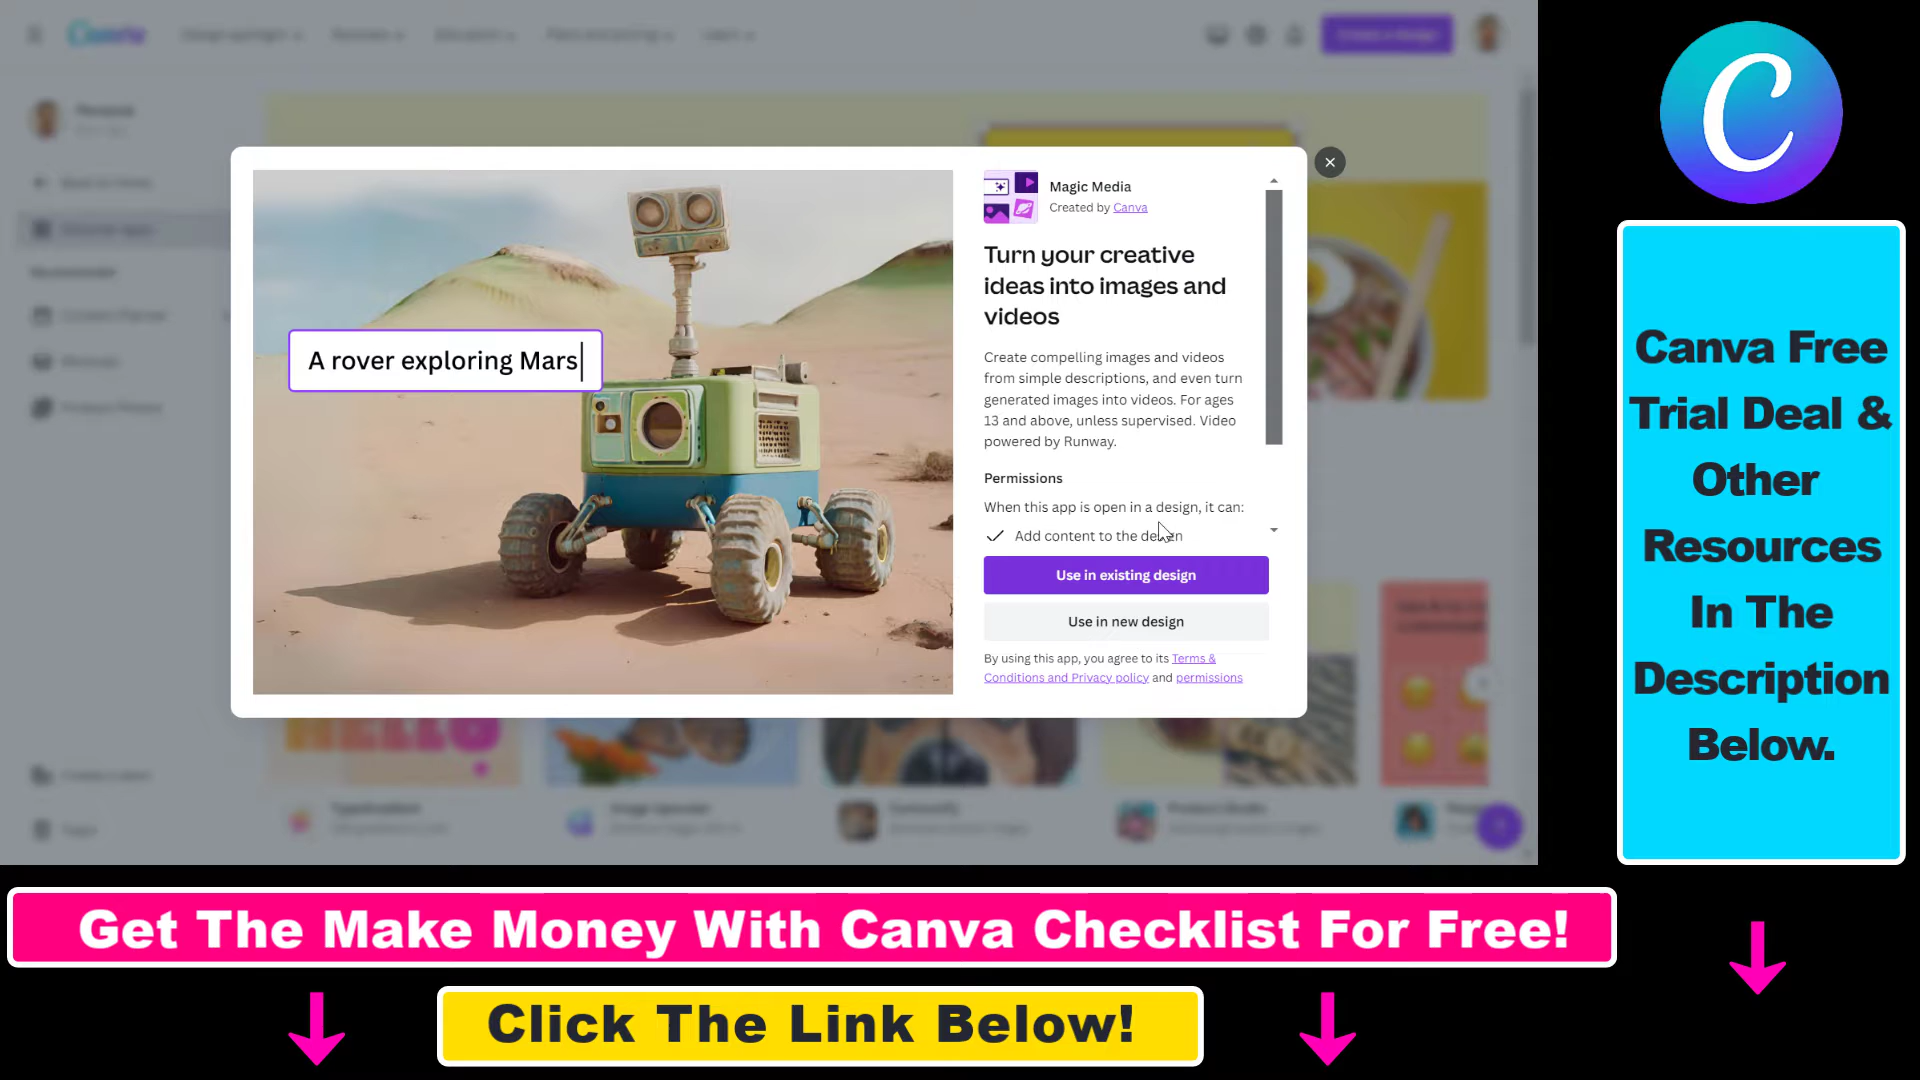 Canva
Create a design
Magic Media
Created by Canva
Turn your creative
ideas into images and
videos
A rover exploring Mars
Create compelling images and videos
from simple descriptions, and even turn
generated images into videos. For ages
13 and above, unless supervised. Video
powered by Runway.
Permissions
When this app is open in a design, it can:
Add content to the design
Use in existing design
Use in new design
By using this app, you agree to its Terms &
Conditions and Privacy policy and permissions
HELLO
C
Canva Free
Trial Deal &
Other
Resources
In The
Description
Below.
Get The Make Money With Canva Checklist For Free!
Click The Link Below!